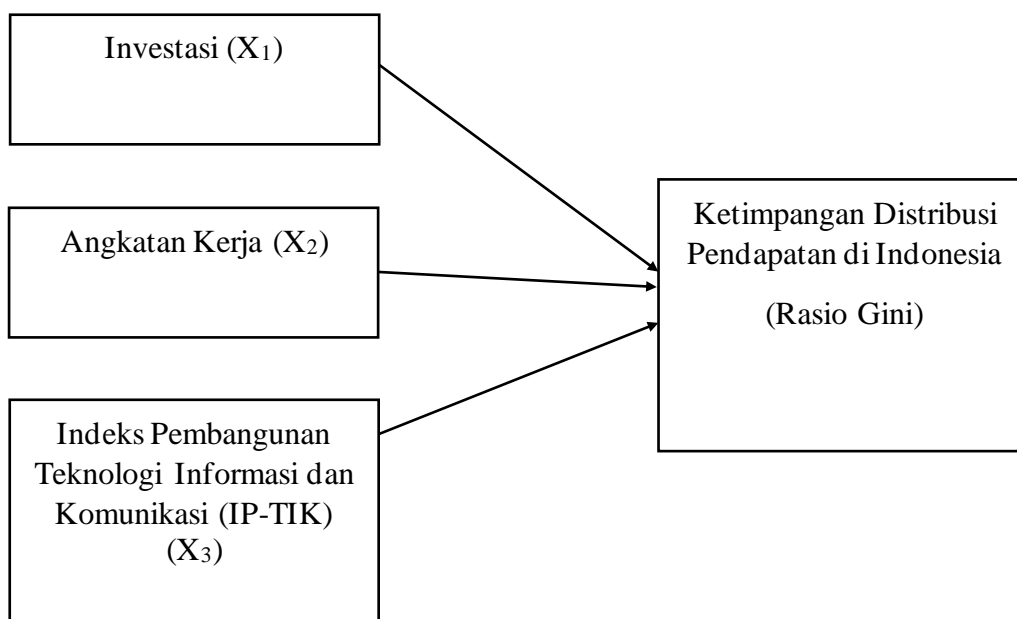 Investasi (X₁)
Angkatan Kerja (X₂)
Indeks Pembangunan
Teknologi Informasi dan
Komunikasi (IP-TIK)
(X₃)
Ketimpangan Distribusi
Pendapatan di Indonesia
(Rasio Gini)